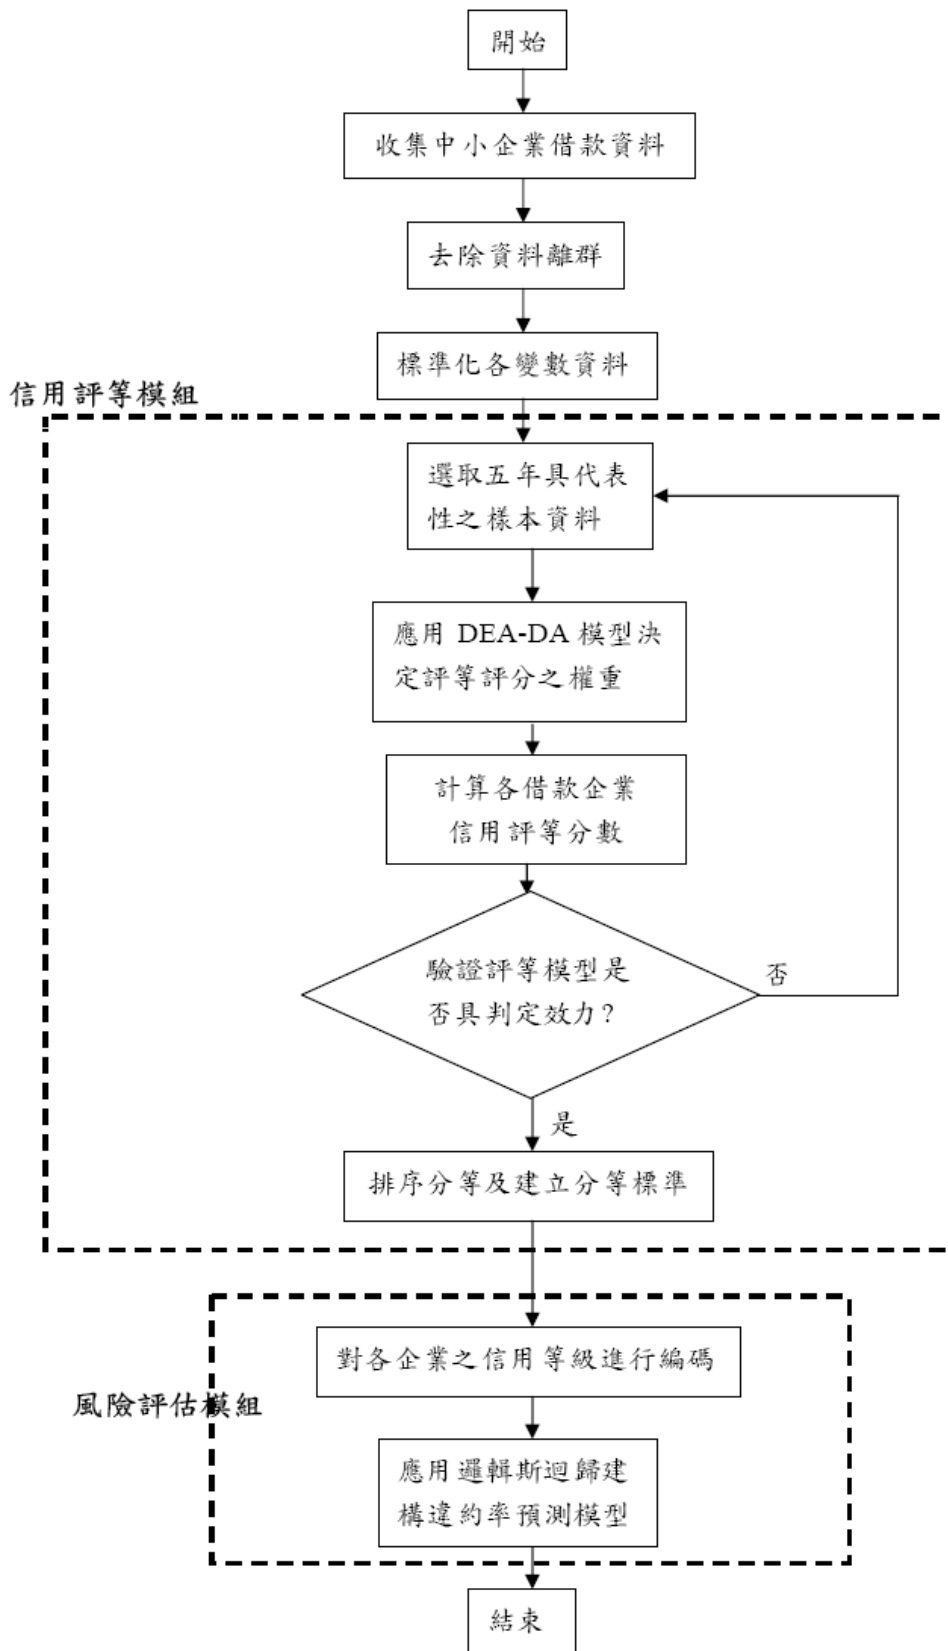 開始
收集中小企業借款資料
去除資料離群
標準化各變數資料
信用評等模組
選取五年具代表
性之樣本資料
應用 DEA-DA 模型決
定評等評分之權重
計算各借款企業
信用評等分數
驗證評等模型是
否具判定效力?
否
是
排序分等及建立分等標準
對各企業之信用等級進行編碼
風險評估模組
應用邏輯斯迴歸建
構違約率預測模型
結束